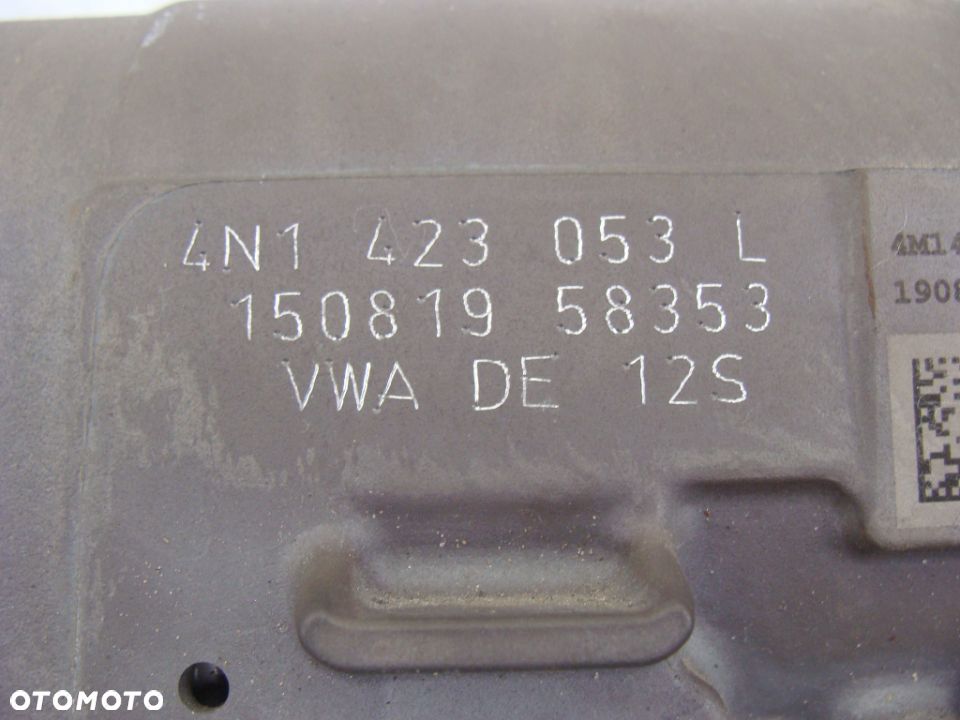 4N1 423 053 L
150819 58353
VWA DE 12S
4M14
1908
OTOMOTO